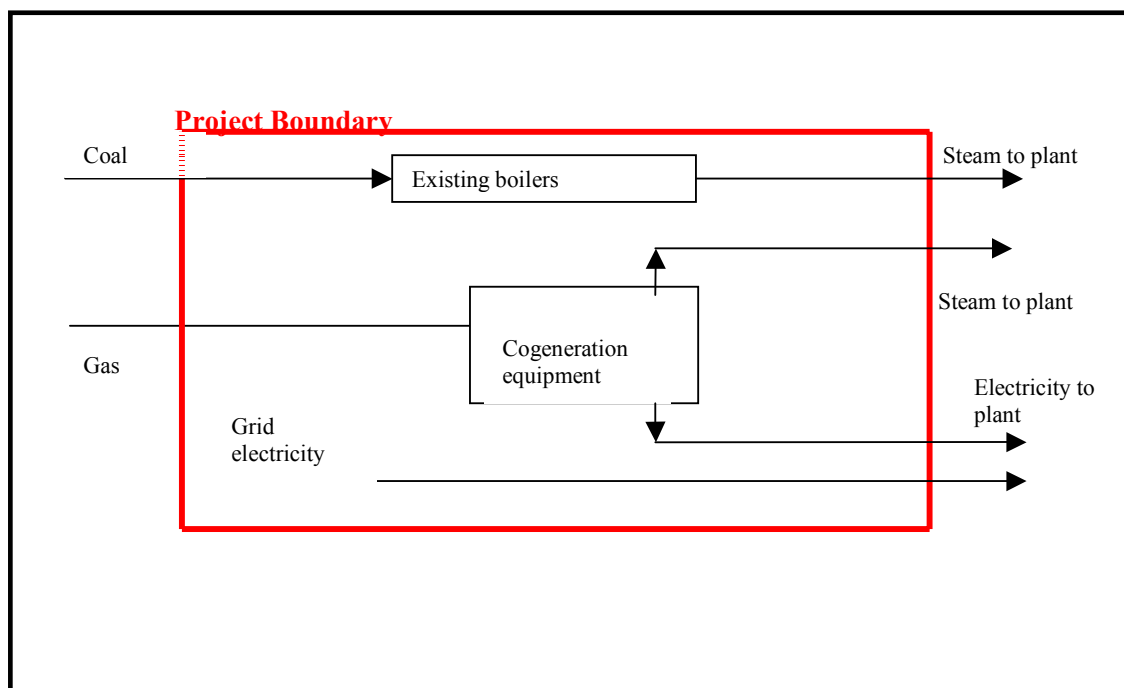 Project Boundary
Coal
Existing boilers
Steam to plant
Steam to plant
Gas
Cogeneration
equipment
Electricity to
plant
Grid
electricity